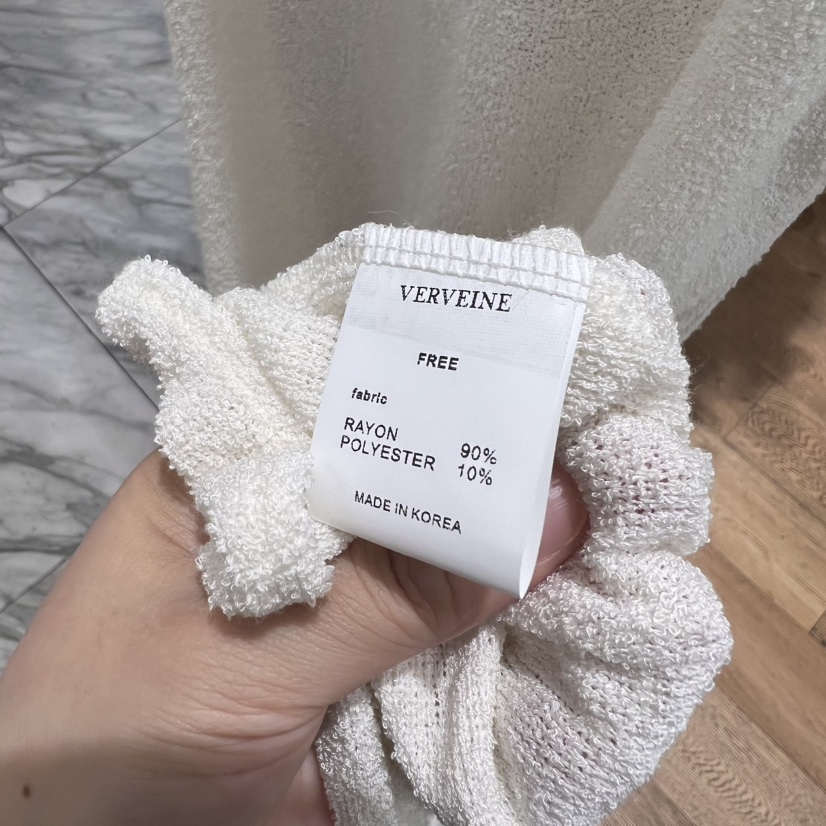 VERVEINE
FREE
fabric
RAYON 90%
POLYESTER 10%
MADE IN KOREA